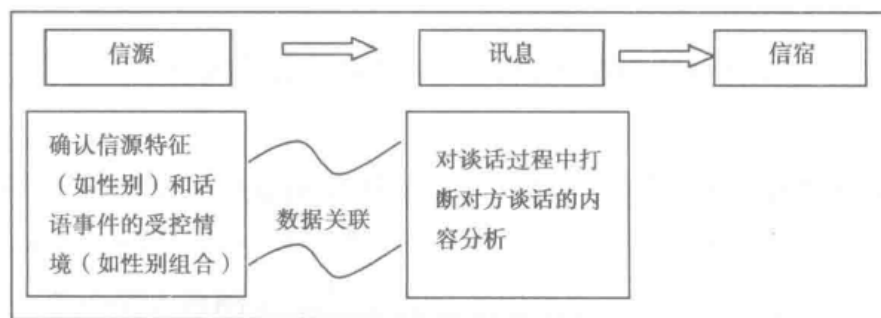 信源
讯息
信宿
确认信源特征
（如性别）和话
语事件的受控情
境（如性别组合）
数据关联
对谈话过程中打
断对方谈话的内
容分析